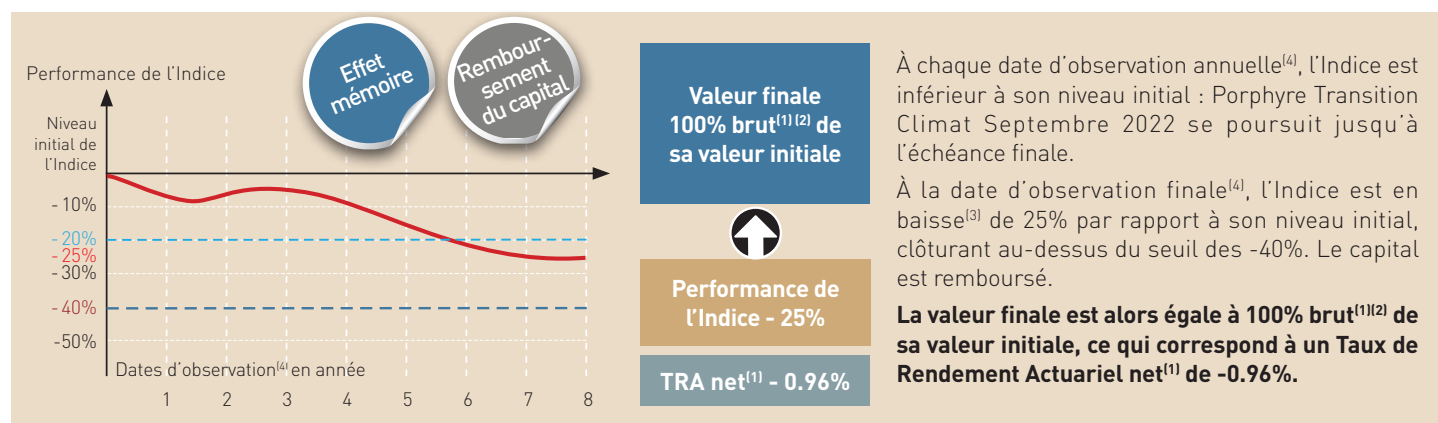 Performance de l’Indice
Effet
mémoire
Rembour-
sement
du capital
Niveau
initial de
l’Indice
- 10%
- 20%
- 25%
- 30%
- 40%
-50%
Dates d’observation(4) en année
1 2 3 4 5 6 7 8
Valeur finale
100% brut(1) (2) de
sa valeur initiale
Performance de
l’Indice - 25%
TRA net(1) - 0.96%
À chaque date d’observation annuelle(4), l’Indice est
inférieur à son niveau initial : Porphyre Transition
Climat Septembre 2022 se poursuit jusqu’à
l’échéance finale.
À la date d’observation finale(4), l’Indice est en
baisse(3) de 25% par rapport à son niveau initial,
clôturant au-dessus du seuil des -40%. Le capital
est remboursé.
La valeur finale est alors égale à 100% brut(1)(2) de
sa valeur initiale, ce qui correspond à un Taux de
Rendement Actuariel net(1) de -0.96%.